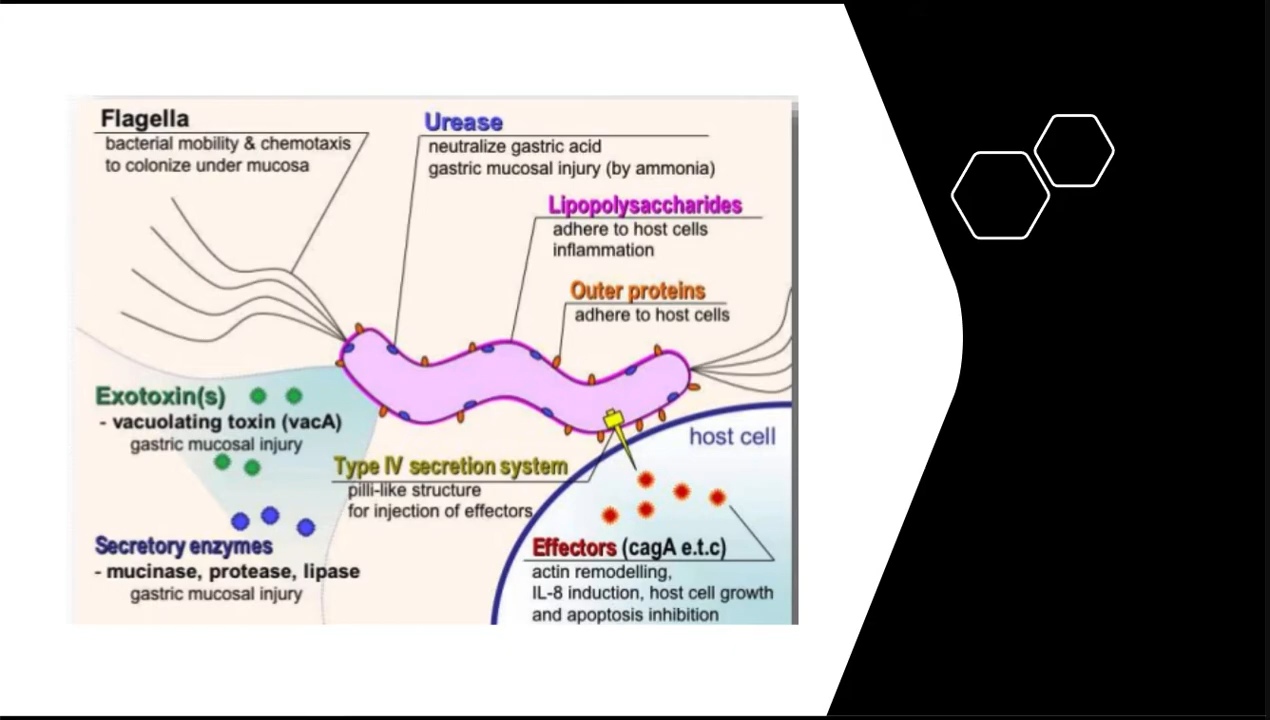 Flagella
bacterial mobility & chemotaxis
to colonize under mucosa
Urease
neutralize gastric acid
gastric mucosal injury (by ammonia)
Lipopolysaccharides
adhere to host cells
inflammation
Outer proteins
adhere to host cells
Exotoxin(s)
- vacuolating toxin (vacA)
gastric mucosal injury
host cell
Type IV secretion system
pilli-like structure
for injection of effectors
Secretory enzymes
- mucinase, protease, lipase
gastric mucosal injury
Effectors (cagA e.t.c)
actin remodelling,
IL-8 induction, host cell growth
and apoptosis inhibition